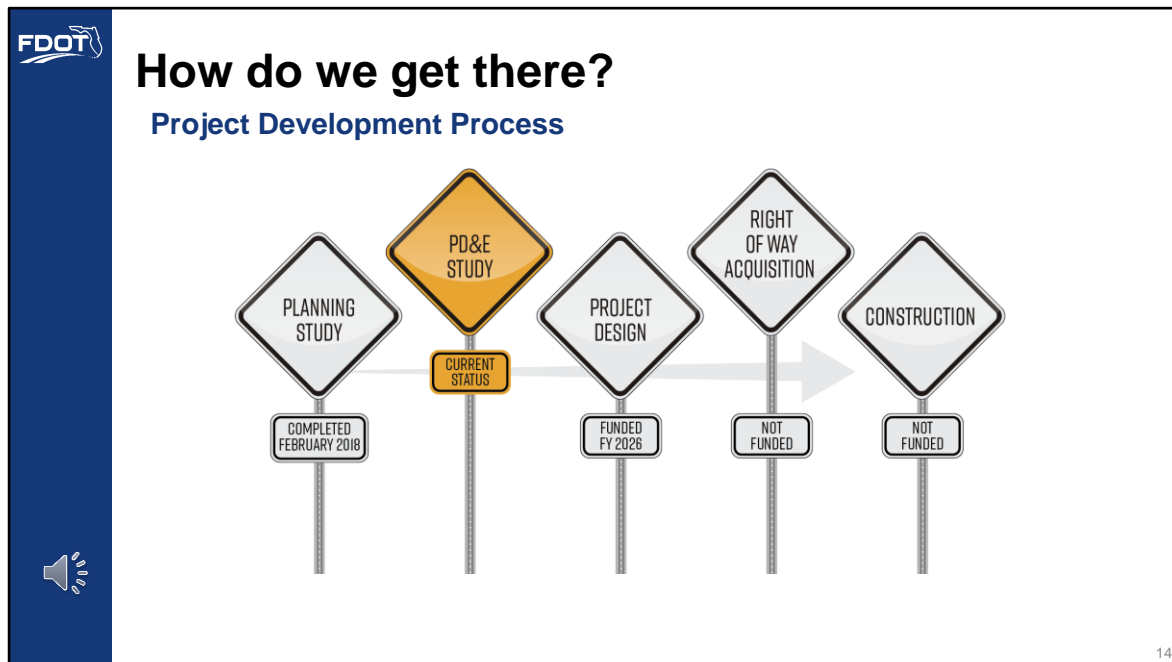 FDOT
How do we get there?
Project Development Process
PLANNING
STUDY
COMPLETED
FEBRUARY 2018
PD&E
STUDY
CURRENT
STATUS
PROJECT
DESIGN
FUNDED
FY 2026
RIGHT
OF WAY
ACQUISITION
NOT
FUNDED
CONSTRUCTION
NOT
FUNDED
14